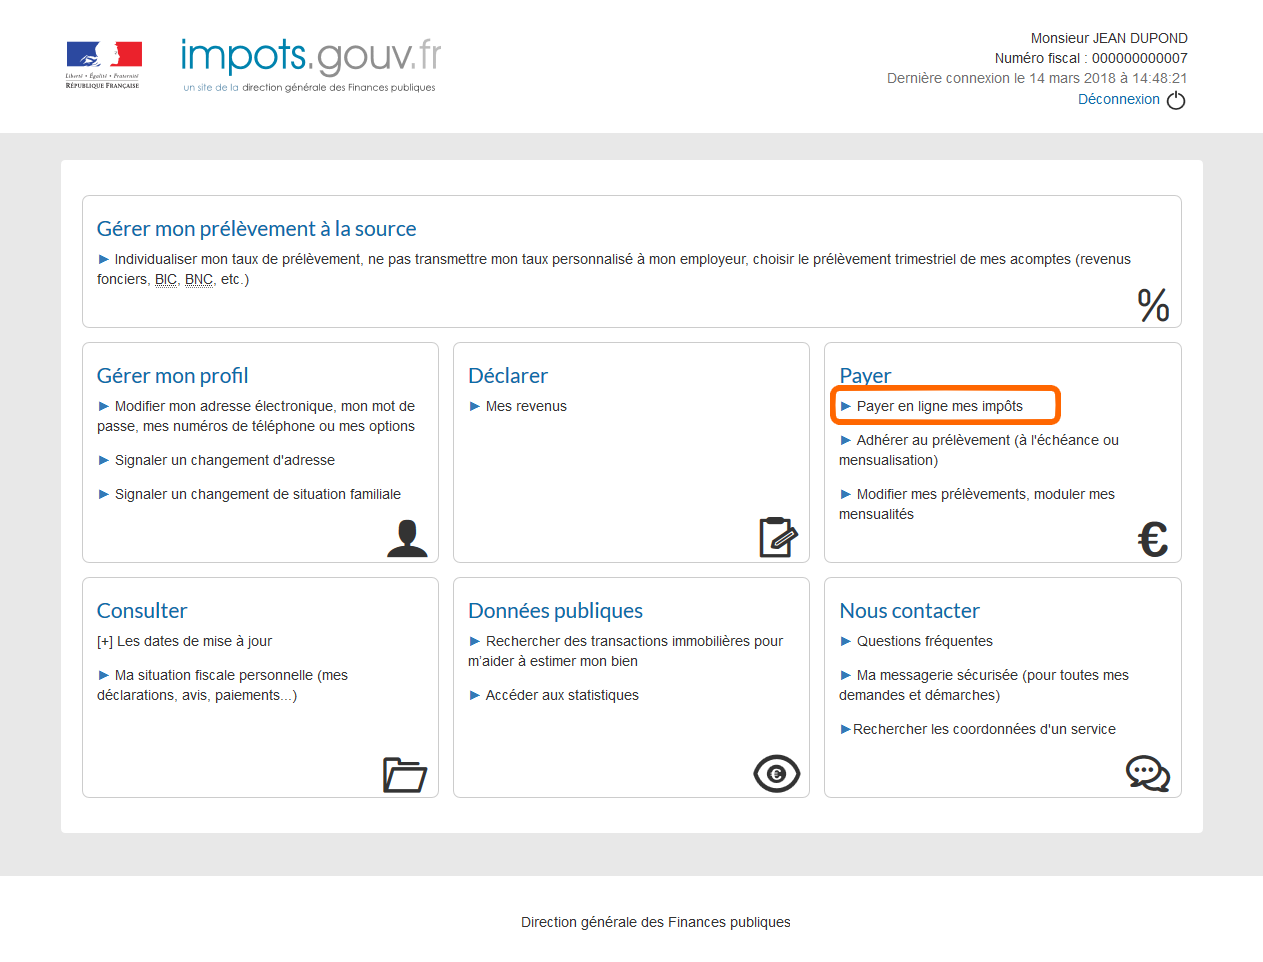 Liberté • Égalité • Fraternité
RÉPUBLIQUE FRANÇAISE
impots.gouv.fr
un site de la direction générale des Finances publiques
Monsieur JEAN DUPOND
Numéro fiscal : 000000000007
Dernière connexion le 14 mars 2018 à 14:48:21
Déconnexion
Gérer mon prélèvement à la source
► Individualiser mon taux de prélèvement, ne pas transmettre mon taux personnalisé à mon employeur, choisir le prélèvement trimestriel de mes acomptes (revenus
fonciers, BIC, BNC, etc.)
%
Gérer mon profil
► Modifier mon adresse électronique, mon mot de
passe, mes numéros de téléphone ou mes options
► Signaler un changement d'adresse
► Signaler un changement de situation familiale
Déclarer
► Mes revenus
Payer
► Payer en ligne mes impôts
► Adhérer au prélèvement (à l'échéance ou
mensualisation)
► Modifier mes prélèvements, moduler mes
mensualités
€
Consulter
[+] Les dates de mise à jour
► Ma situation fiscale personnelle (mes
déclarations, avis, paiements...)
Données publiques
► Rechercher des transactions immobilières pour
m'aider à estimer mon bien
► Accéder aux statistiques
€
Nous contacter
► Questions fréquentes
► Ma messagerie sécurisée (pour toutes mes
demandes et démarches)
►Rechercher les coordonnées d'un service
Direction générale des Finances publiques